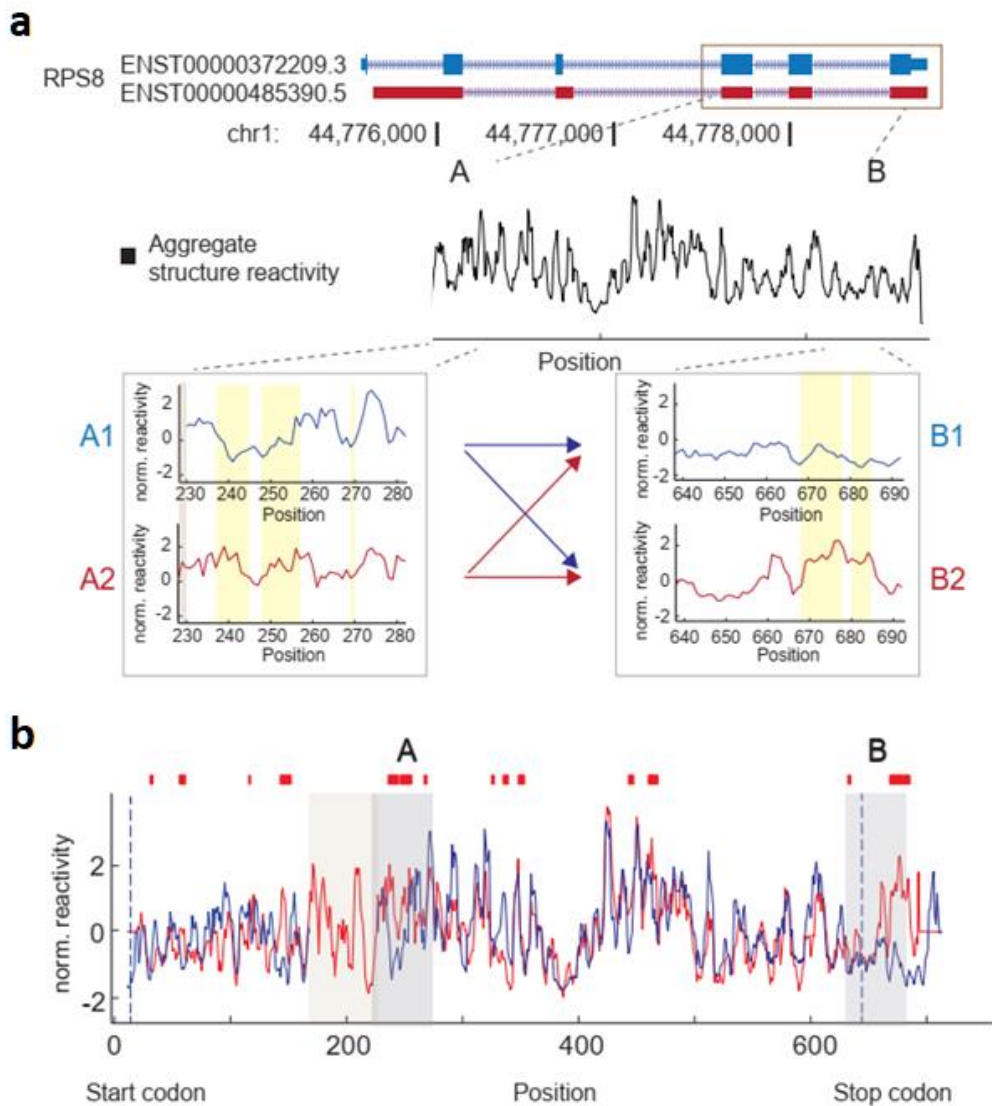 a
RPS8
ENST00000372209.3
ENST00000485390.5
chr1: 44,776,000 44,777,000 44,778,000
A B
Aggregate
structure reactivity
Position
A1
norm. reactivity
2
0
-2
230 240 250 260 270 280
Position
B1
norm. reactivity
2
0
-2
640 650 660 670 680 690
Position
A2
norm. reactivity
2
0
-2
230 240 250 260 270 280
Position
B2
norm. reactivity
2
0
-2
640 650 660 670 680 690
Position
b
A B
norm. reactivity
2
0
-2
0 200 400 600
Start codon Position Stop codon